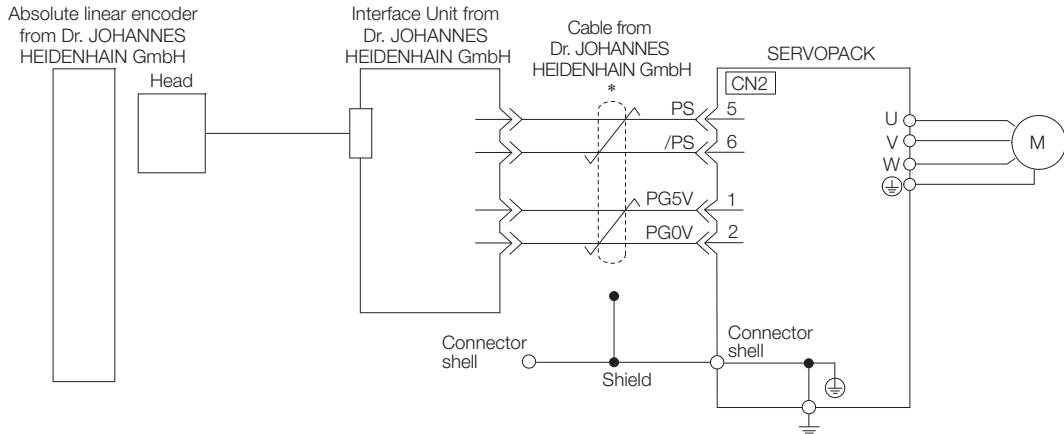 Absolute linear encoder
from Dr. JOHANNES
HEIDENHAIN GmbH
Head
Interface Unit from
Dr. JOHANNES
HEIDENHAIN GmbH
Cable from
Dr. JOHANNES
HEIDENHAIN GmbH
*
SERVOPACK
CN2
PS 5
/PS 6
PG5V 1
PG0V 2
U
V
W
M
Connector
shell
Shield
Connector
shell